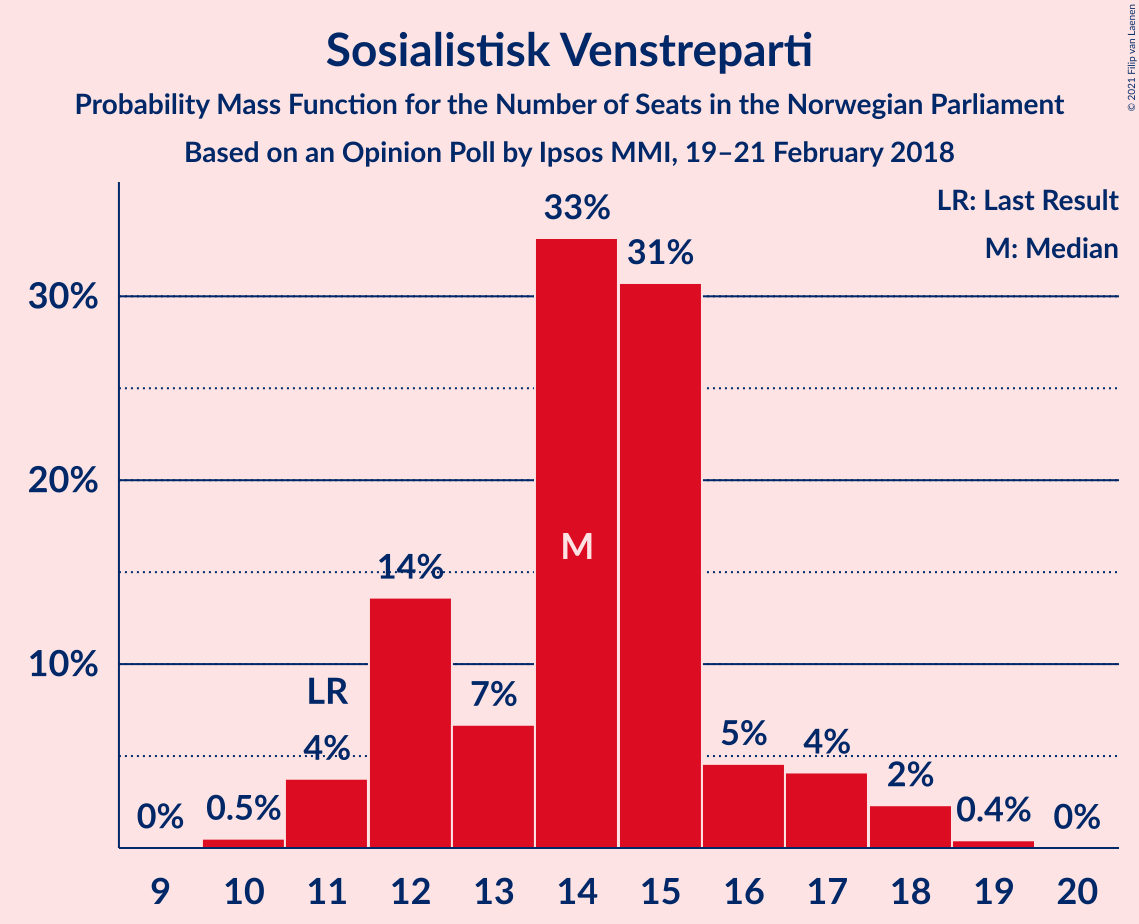 Sosialistisk Venstreparti
Probability Mass Function for the Number of Seats in the Norwegian Parliament
Based on an Opinion Poll by Ipsos MMI, 19–21 February 2018
© 2021 Filip van Laenen
LR: Last Result
M: Median
30%
20%
10%
0%
0.5%
LR
4%
14%
7%
33%
M
31%
5%
4%
2%
0.4%
0%
9 10 11 12 13 14 15 16 17 18 19 20